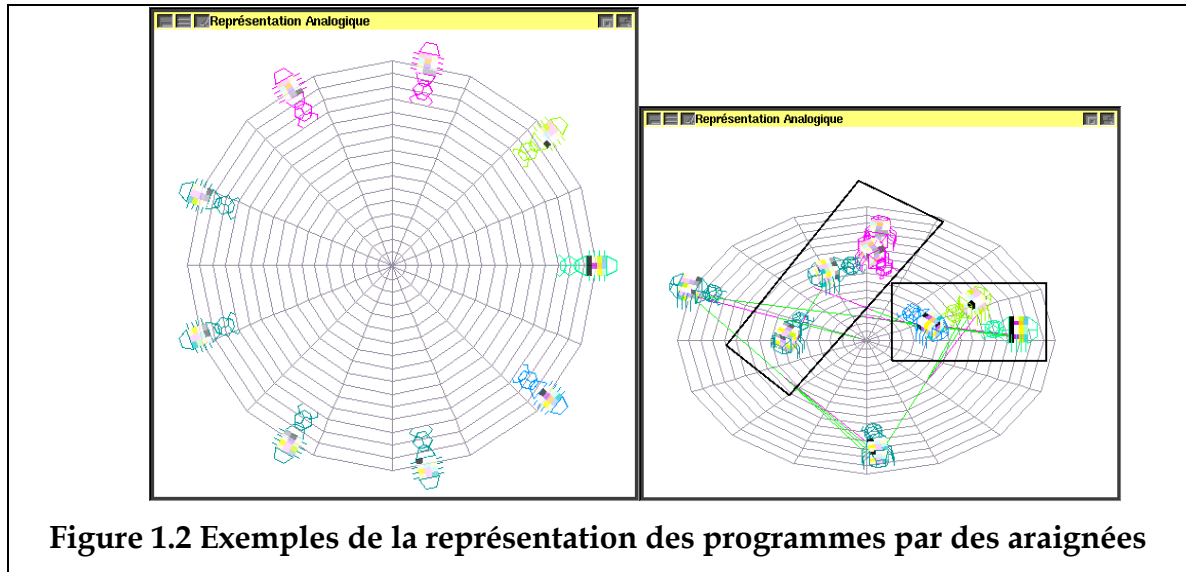 Représentation Analogique
Représentation Analogique
Figure 1.2 Exemples de la représentation des programmes par des araignées